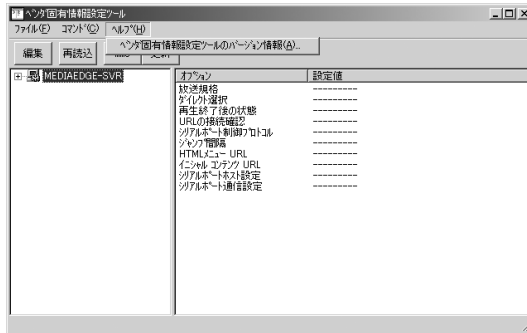 ベンダ固有情報設定ツール
ファイル(F) コマンド(C) ヘルプ(H)
ベンダ固有情報設定ツールのバージョン情報(A)...
編集 再読込 更新
MEDIAEDGE-SVR
オプション 設定値
放送規格 ---------
ダイレクト選択 ---------
再生終了後の状態 ---------
URLの接続確認 ---------
シリアルポート制御プロトコル ---------
ジャンプ間隔 ---------
HTMLメニュー URL ---------
イニシャル コンテンツ URL ---------
シリアルポートホスト設定 ---------
シリアルポート通信設定 ---------